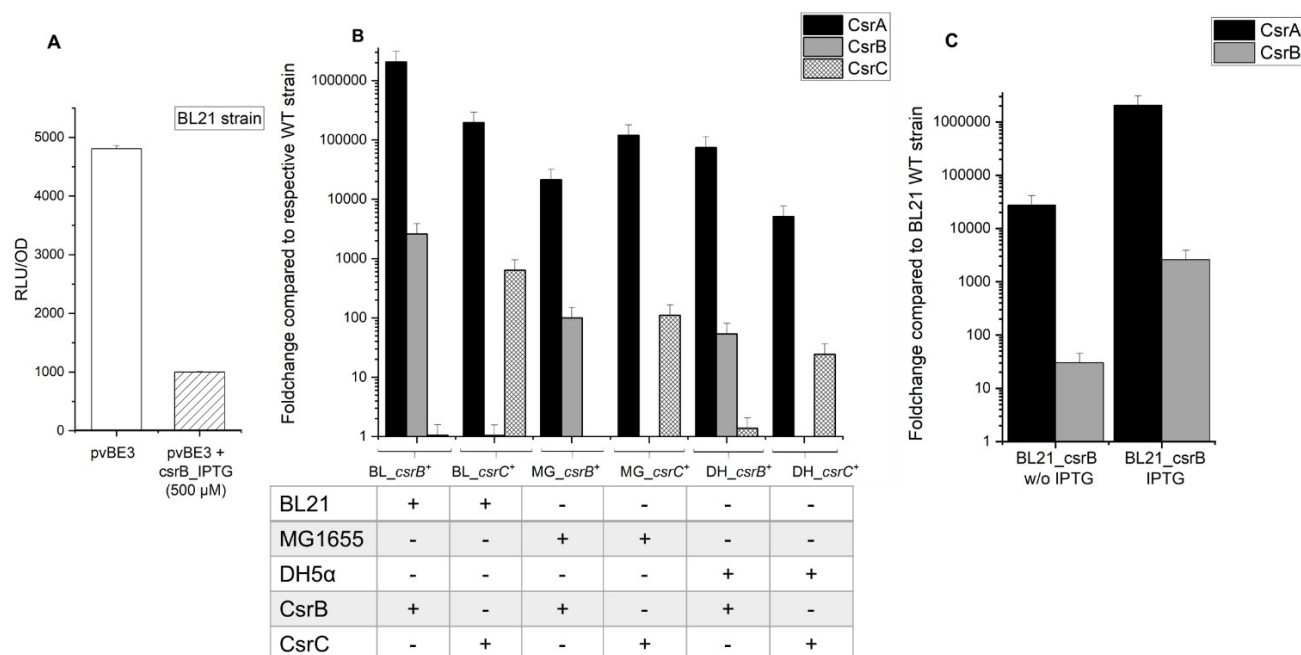 A
BL21 strain
RLU/OD
5000
4000
3000
2000
1000
0
pvBE3
pvBE3 +
csrB_IPTG
(500 µM)
B
CsrA
CsrB
CsrC
Foldchange compared to respective WT strain
1000000
100000
10000
1000
100
10
1
BL_csrB⁺ BL_csrC⁺ MG_csrB⁺ MG_csrC⁺ DH_csrB⁺ DH_csrC⁺
BL21 + + - - - -
MG1655 - - + + - -
DH5α - - - - + +
CsrB + - + - + -
CsrC - + - + - +
C
CsrA
CsrB
Foldchange compared to BL21 WT strain
1000000
100000
10000
1000
100
10
1
BL21_csrB
w/o IPTG
BL21_csrB
IPTG